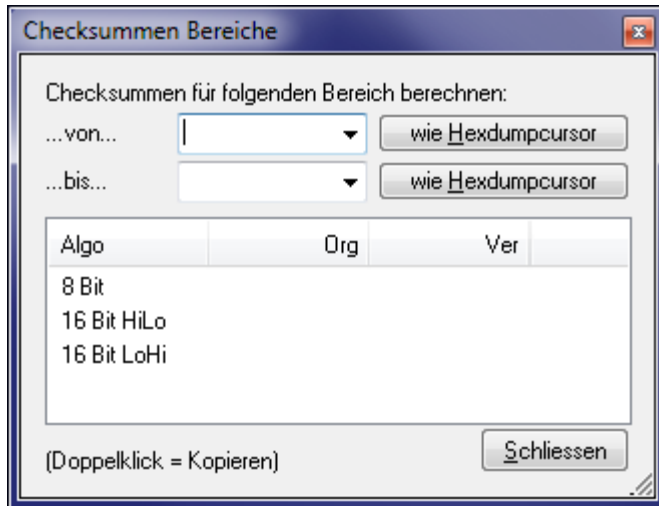 Checksummen Bereiche
Checksummen für folgenden Bereich berechnen:
...von... wie Hexdumpcursor
...bis... wie Hexdumpcursor
Algo Org Ver
8 Bit
16 Bit HiLo
16 Bit LoHi
(Doppelklick = Kopieren) Schliessen